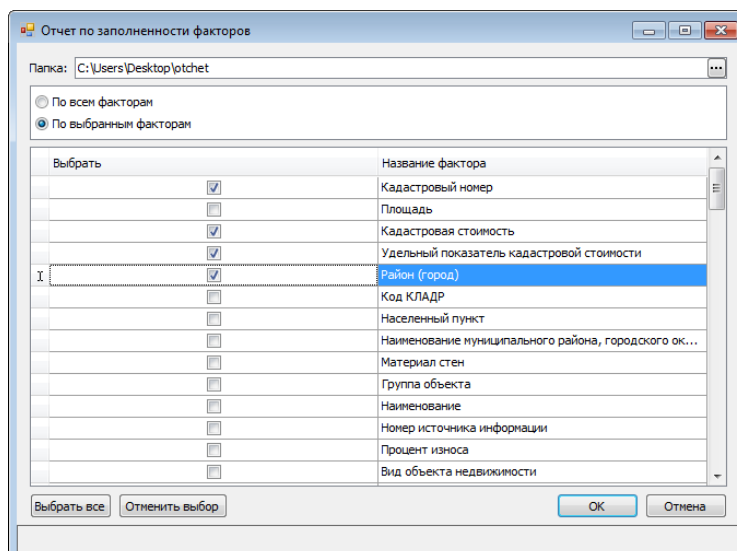 Отчет по заполненности факторов
Папка: C:\Users\Desktop\otchet ...
По всем факторам
По выбранным факторам
Выбрать Название фактора
Кадастровый номер
Площадь
Кадастровая стоимость
Удельный показатель кадастровой стоимости
Район (город)
Код КЛАДР
Населенный пункт
Наименование муниципального района, городского ок...
Материал стен
Группа объекта
Наименование
Номер источника информации
Процент износа
Вид объекта недвижимости
Выбрать все Отменить выбор OK Отмена